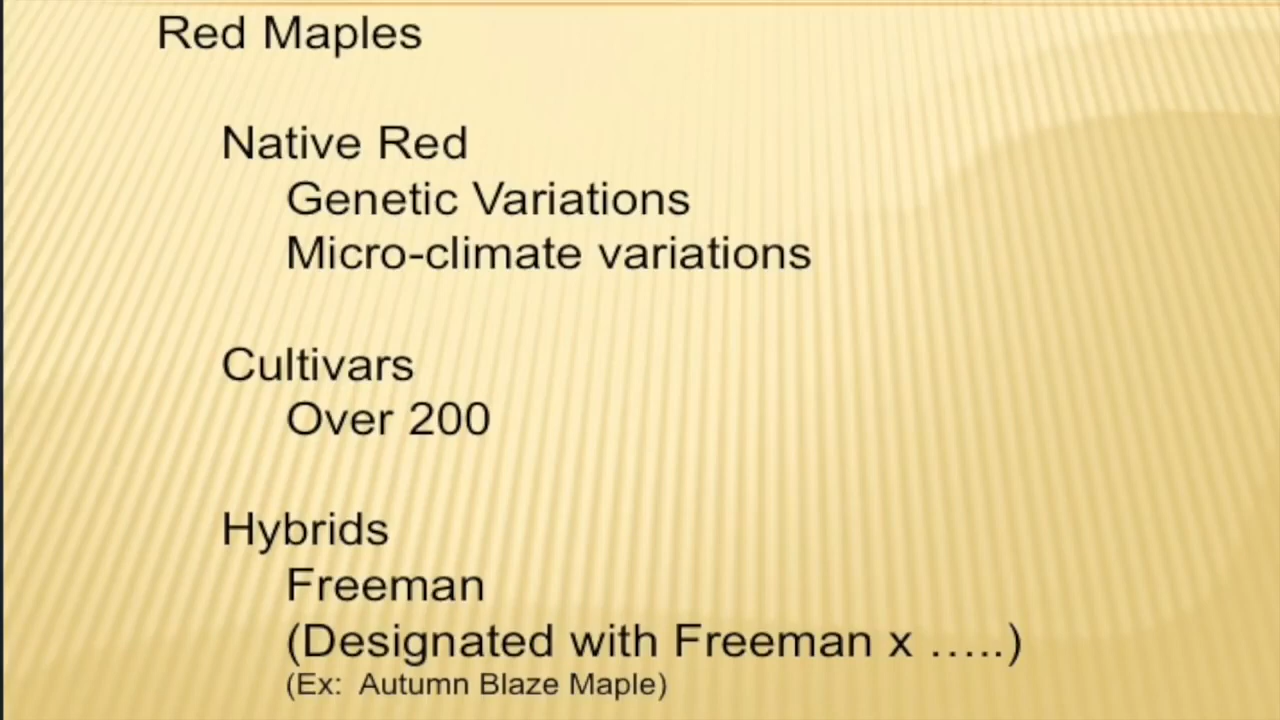 Red Maples
Native Red
Genetic Variations
Micro-climate variations
Cultivars
Over 200
Hybrids
Freeman
(Designated with Freeman x …..)
(Ex:  Autumn Blaze Maple)